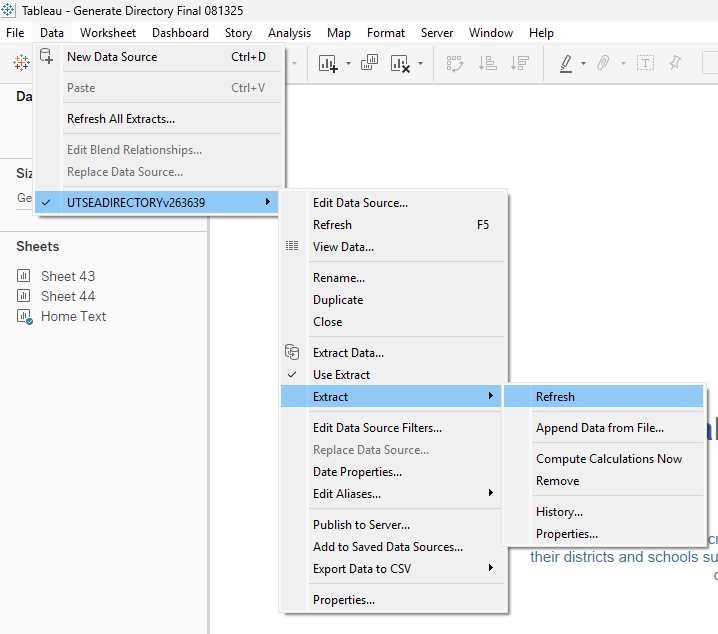 Tableau - Generate Directory Final 081325
File Data Worksheet Dashboard Story Analysis Map Format Server Window Help
New Data Source Ctrl+D
Paste Ctrl+V
Refresh All Extracts...
Edit Blend Relationships...
Replace Data Source...
UTSEADIRECTORYv263639
Sheets
Sheet 43
Sheet 44
Home Text
Edit Data Source...
Refresh F5
View Data...
Rename...
Duplicate
Close
Extract Data...
Use Extract
Extract
Edit Data Source Filters...
Replace Data Source...
Date Properties...
Edit Aliases...
Publish to Server...
Add to Saved Data Sources...
Export Data to CSV
Properties...
Refresh
Append Data from File...
Compute Calculations Now
Remove
History...
Properties...
their districts and schools su